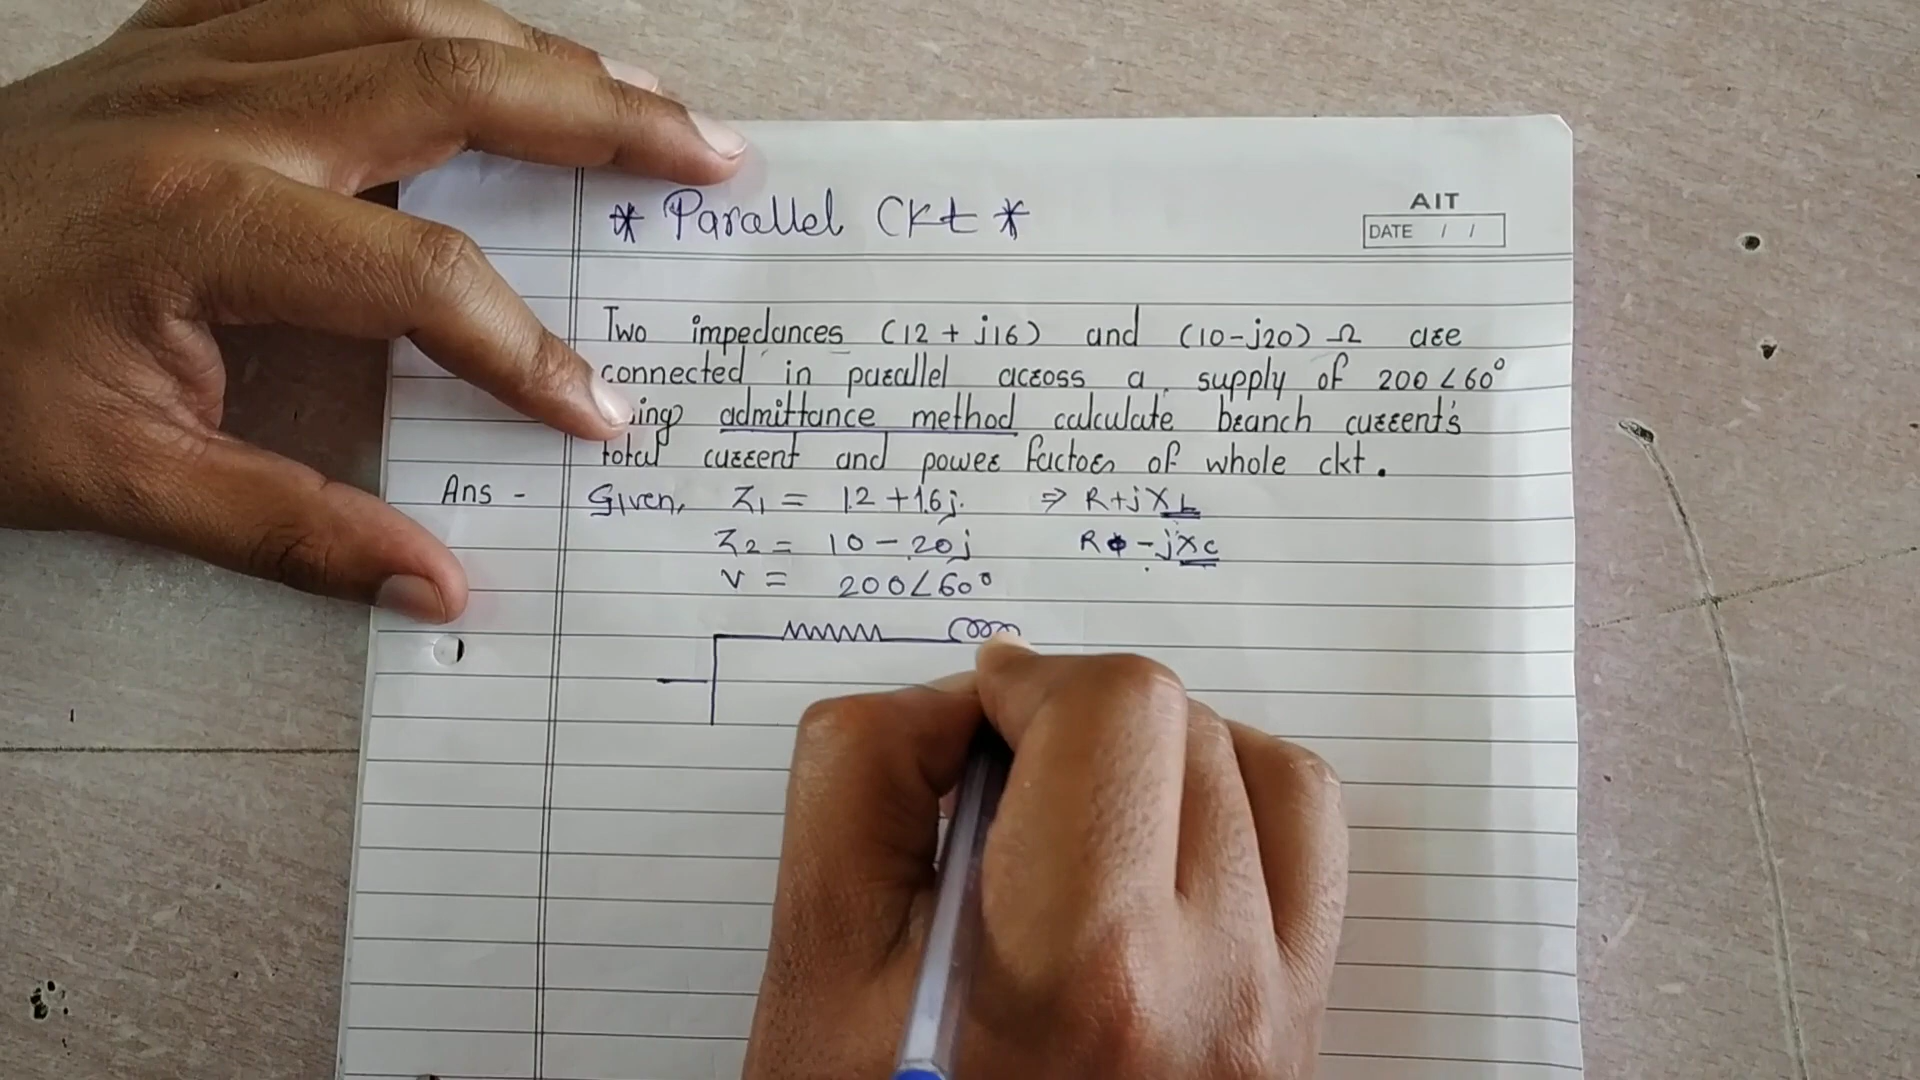 * Parallel Ckt *
AIT
DATE / /
Two impedances (12 + j16) and (10-j20) Ω are
connected in parallel across a supply of 200∠60°
admittance method calculate branch current's
total current and power factors of whole ckt.
Ans - Given, Z1 = 12 + 16j. ⇒ R+jXL
Z2 = 10 - 20j R - jXc
V = 200∠60°